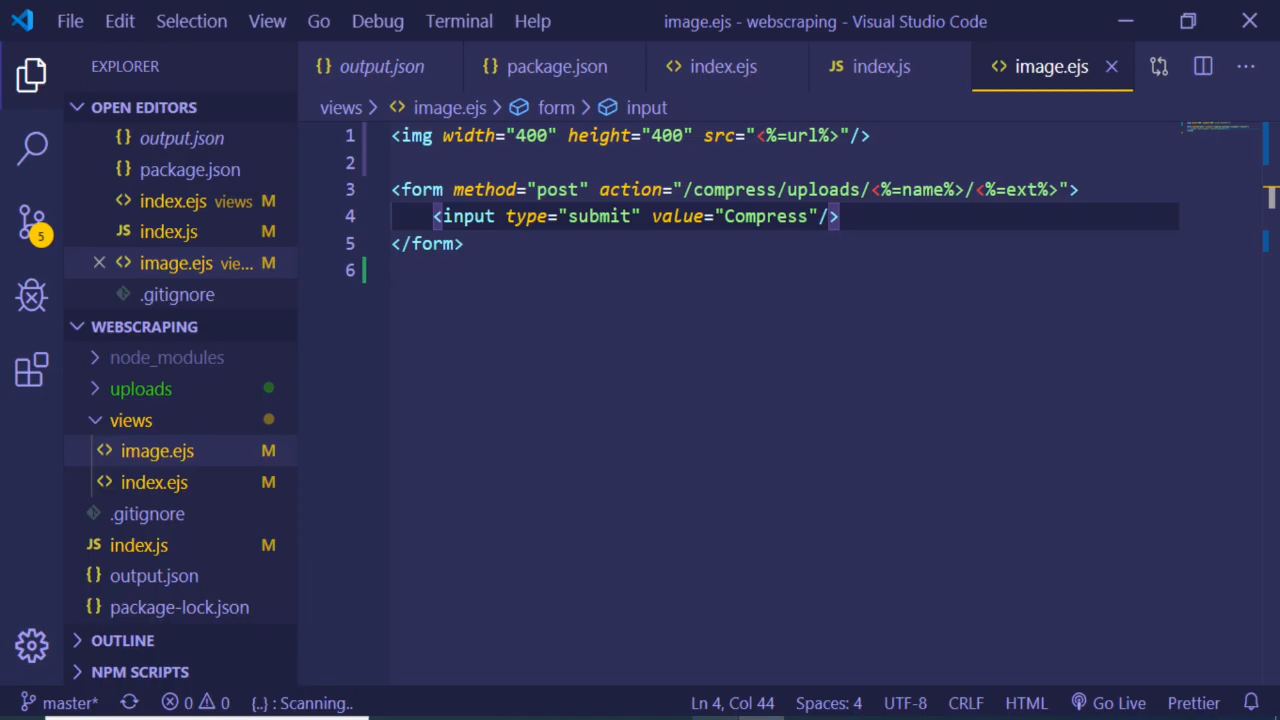 File Edit Selection View Go Debug Terminal Help image.ejs - webscraping - Visual Studio Code
EXPLORER
{} output.json {} package.json <> index.ejs JS index.js <> image.ejs
OPEN EDITORS
{} output.json
{} package.json
<> index.ejs views M
JS index.js M
<> image.ejs vie... M
.gitignore
WEBSCRAPING
node_modules
uploads
views
<> image.ejs M
<> index.ejs M
.gitignore
JS index.js M
{} output.json
{} package-lock.json
OUTLINE
NPM SCRIPTS
5
views > <> image.ejs > form > input
1 <img width="400" height="400" src="<%=url%>"/>
2
3 <form method="post" action="/compress/uploads/<%=name%>/<%=ext%>">
4 <input type="submit" value="Compress"/>
5 </form>
6
master* 0 0 {..} : Scanning.. Ln 4, Col 44 Spaces: 4 UTF-8 CRLF HTML Go Live Prettier